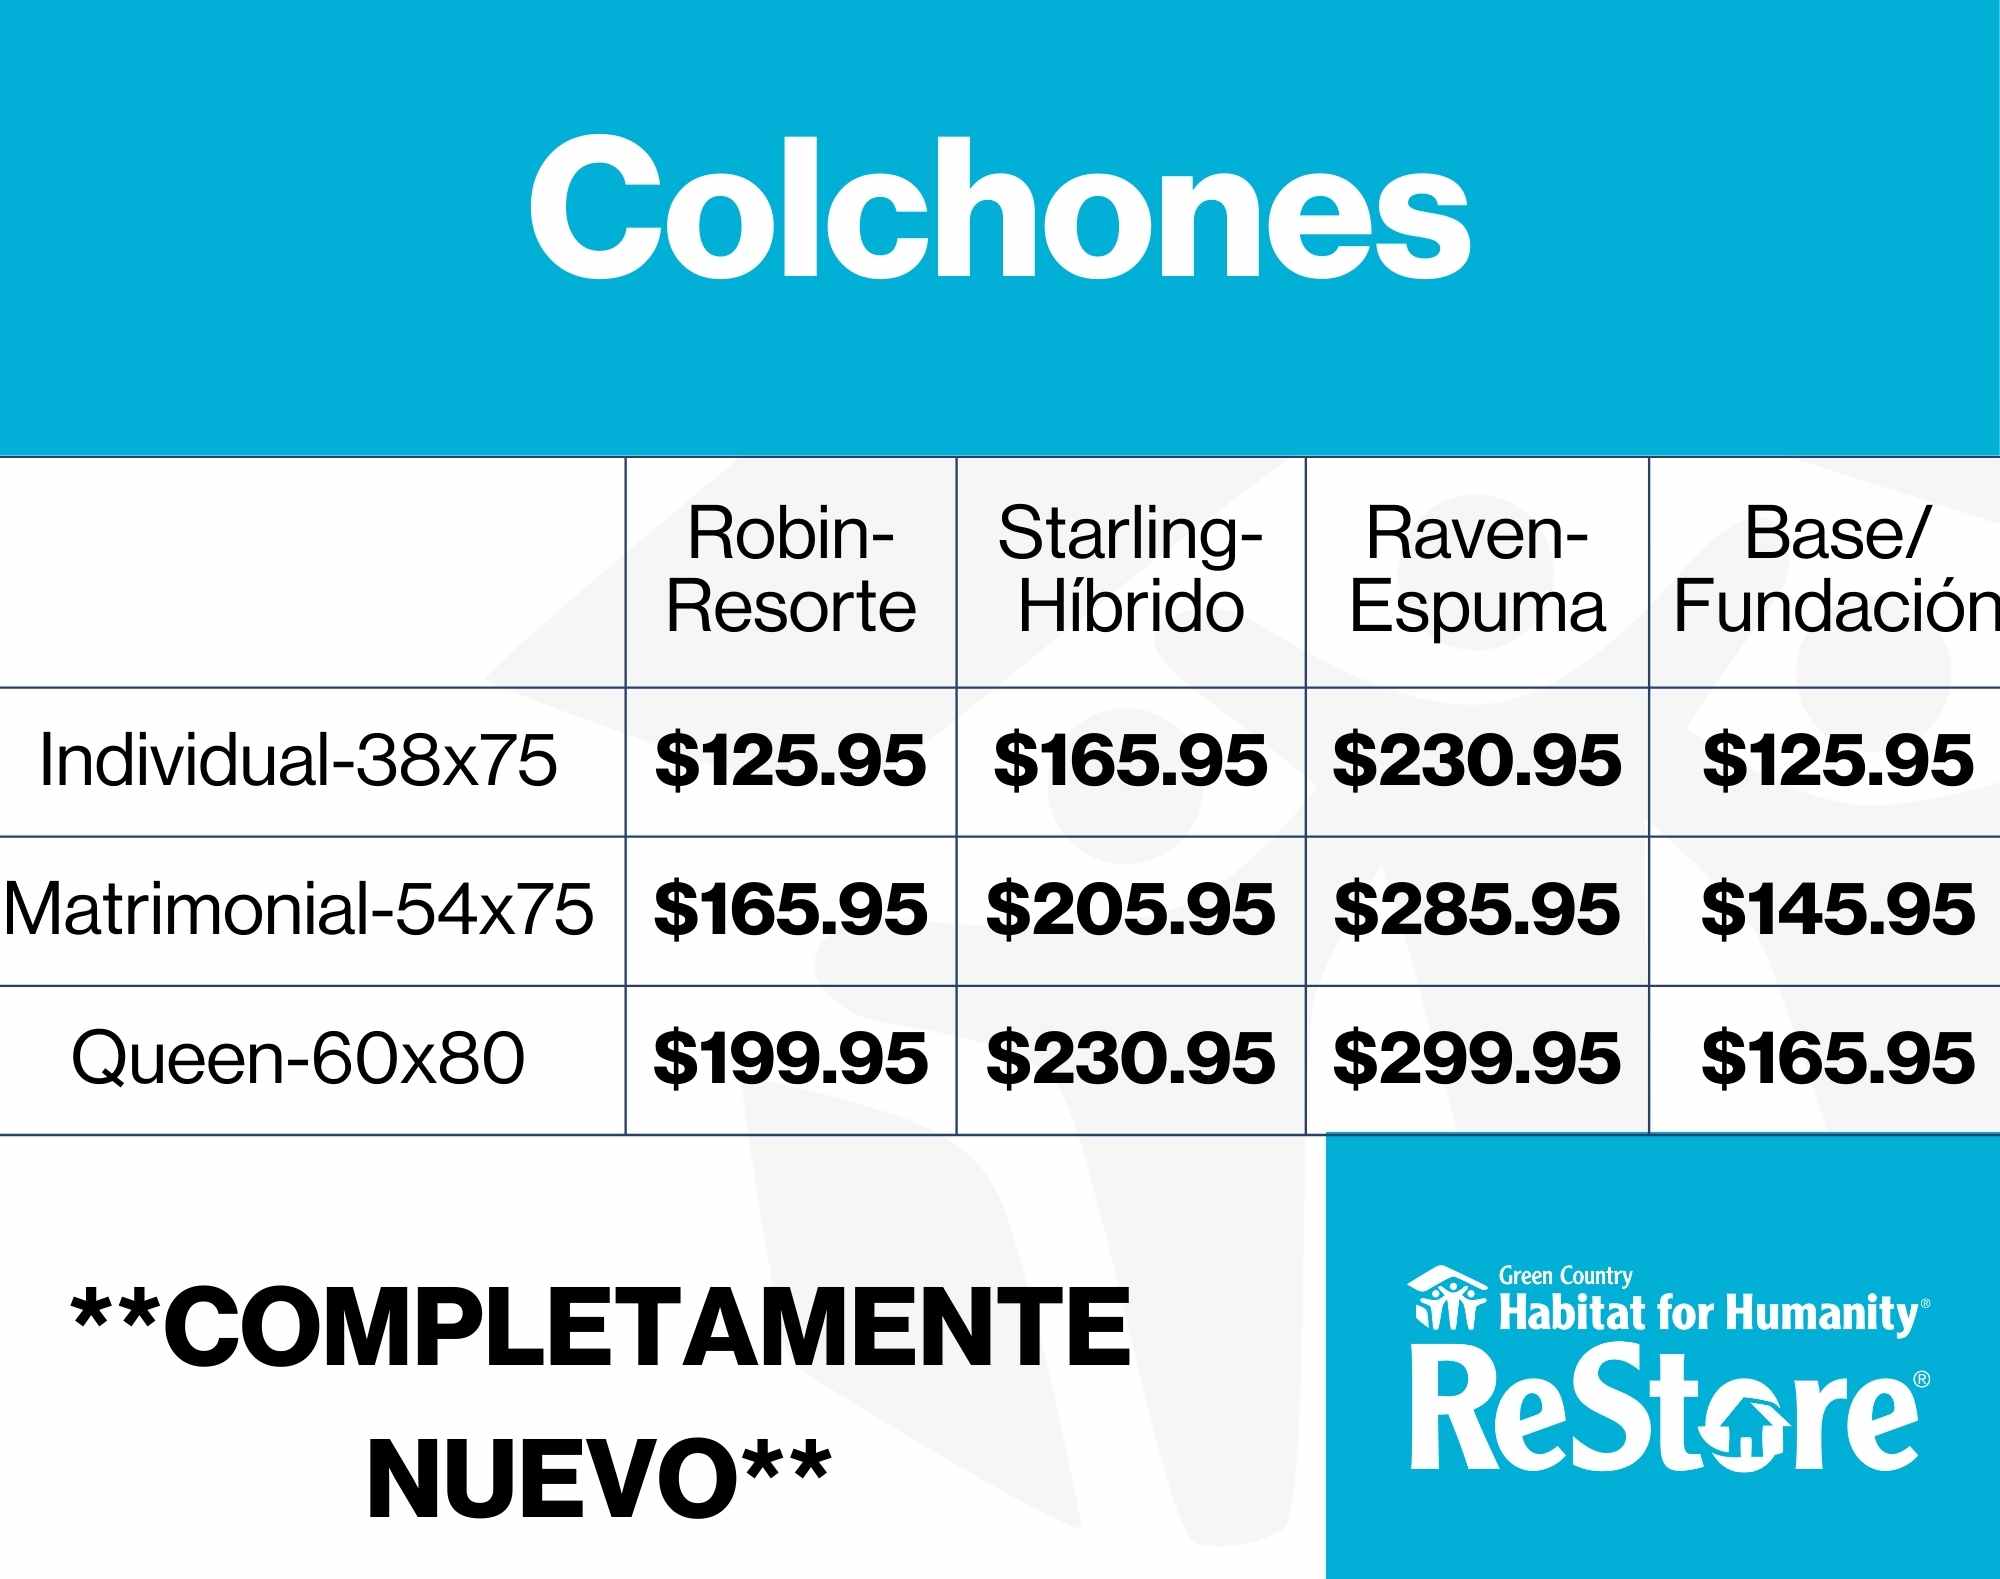 Colchones
Robin- Starling- Raven- Base/
Resorte Híbrido Espuma Fundación
Individual-38x75 $125.95 $165.95 $230.95 $125.95
Matrimonial-54x75 $165.95 $205.95 $285.95 $145.95
Queen-60x80 $199.95 $230.95 $299.95 $165.95
**COMPLETAMENTE
NUEVO**
Green Country
Habitat for Humanity®
ReStore®